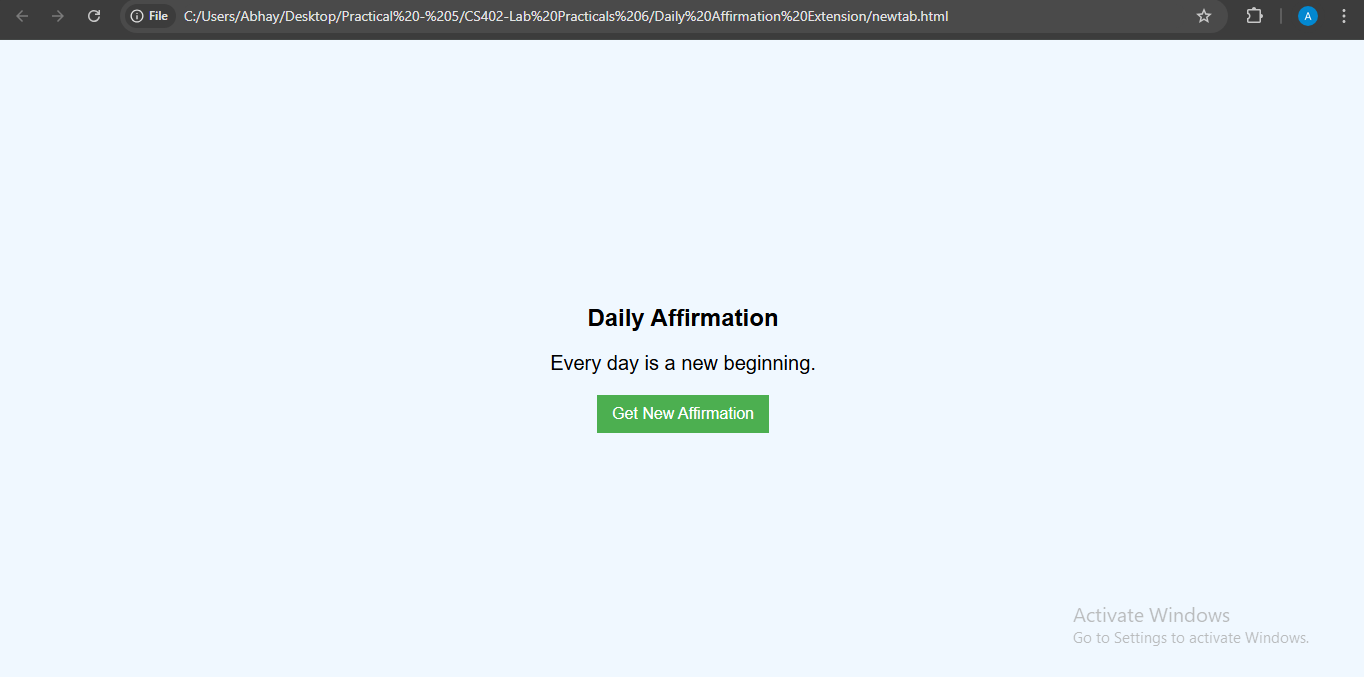 File C:/Users/Abhay/Desktop/Practical%20-%205/CS402-Lab%20Practicals%206/Daily%20Affirmation%20Extension/newtab.html A
Daily Affirmation
Every day is a new beginning.
Get New Affirmation
Activate Windows
Go to Settings to activate Windows.